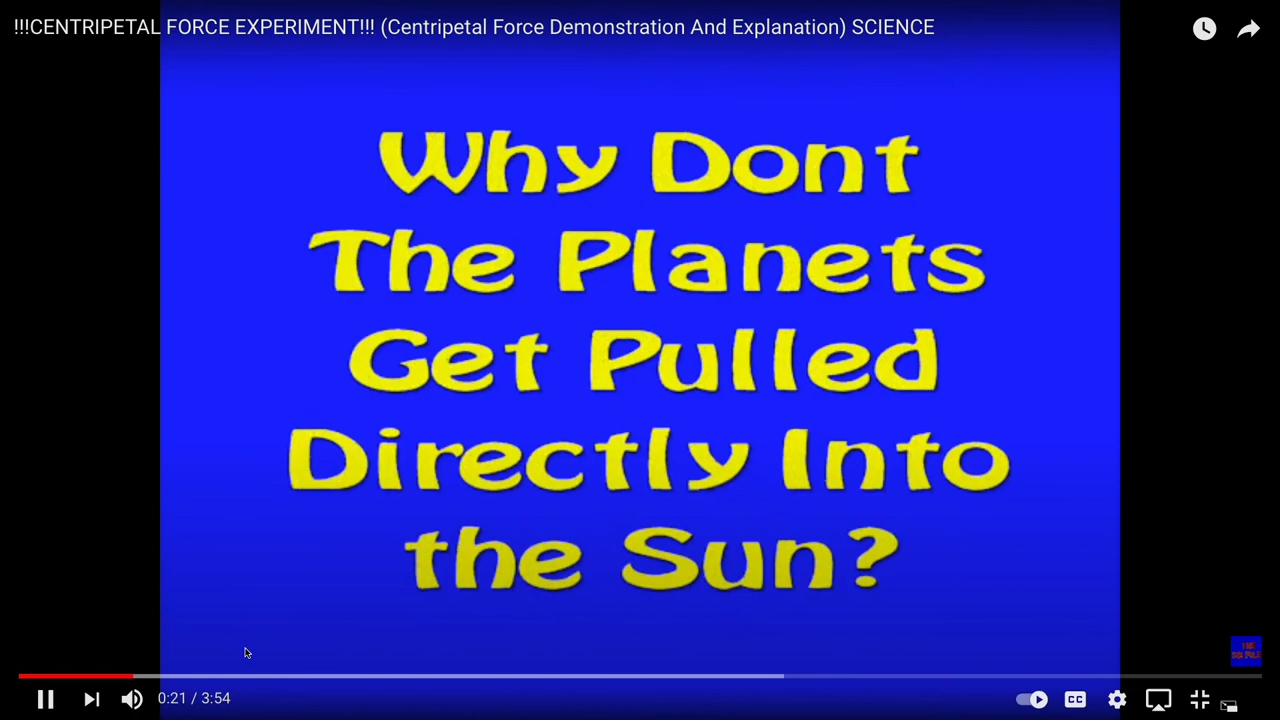 !!!CENTRIPETAL FORCE EXPERIMENT!!! (Centripetal Force Demonstration And Explanation) SCIENCE
Why Dont
The Planets
Get Pulled
Directly Into
the Sun?
0:21 / 3:54
CC